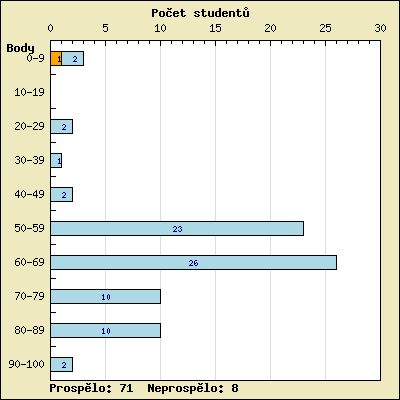 Počet studentů
0 5 10 15 20 25 30
Body
0-9 1 2
10-19
20-29 2
30-39 1
40-49 2
50-59 23
60-69 26
70-79 10
80-89 10
90-100 2
Prospělo: 71 Neprospělo: 8